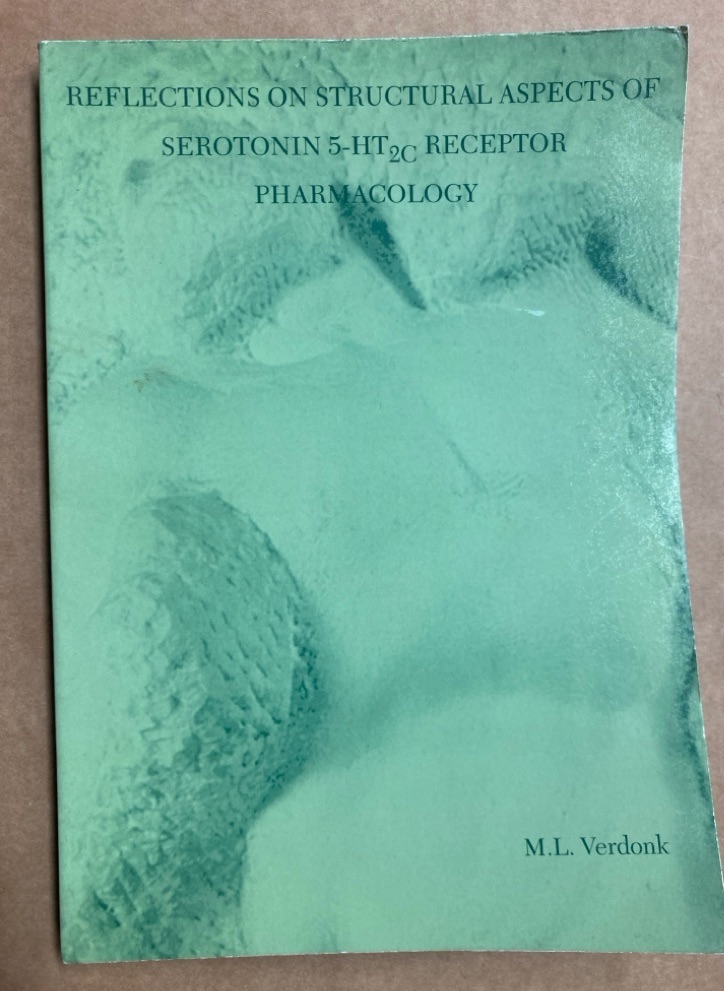 REFLECTIONS ON STRUCTURAL ASPECTS OF
SEROTONIN 5-HT2C RECEPTOR
PHARMACOLOGY
M.L. Verdonk